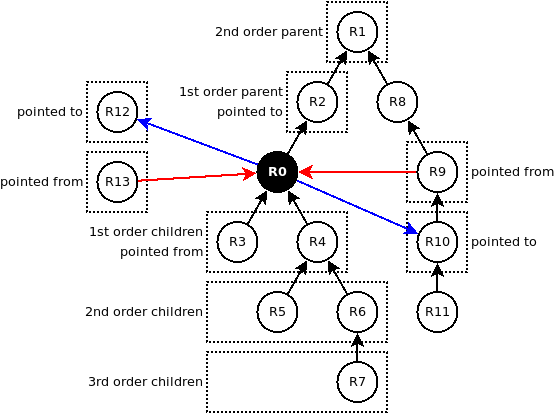 2nd order parent R1
1st order parent
pointed to R2 R8
pointed to R12
pointed from R13 R0 R9 pointed from
1st order children
pointed from R3 R4 R10 pointed to
2nd order children R5 R6 R11
3rd order children R7